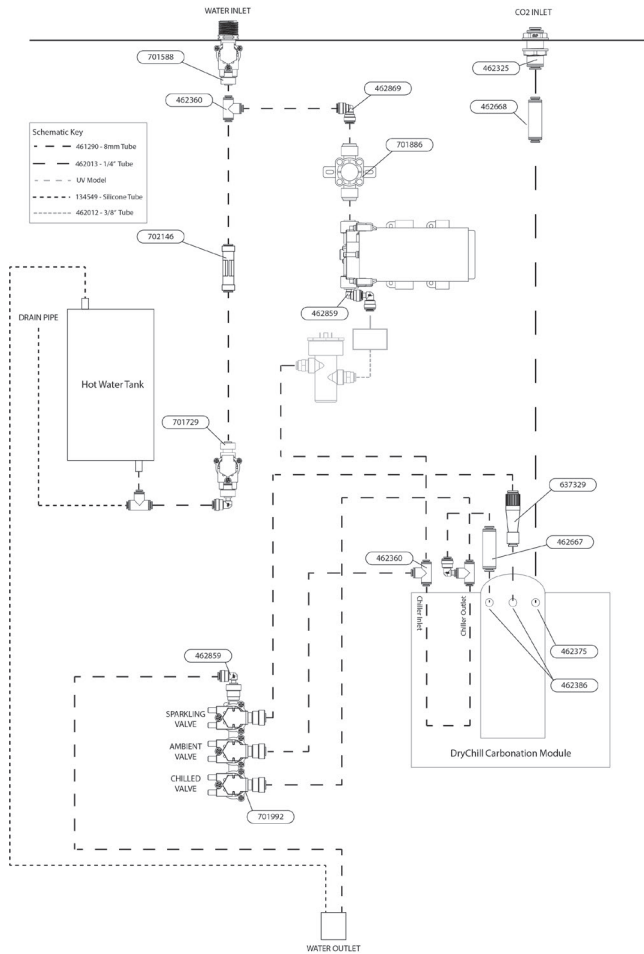 WATER INLET
CO2 INLET
701588
462325
462360
462869
462668
Schematic Key
461290 - 8mm Tube
462013 - 1/4" Tube
UV Model
134549 - Silicone Tube
462012 - 3/8" Tube
701886
702146
462859
DRAIN PIPE
Hot Water Tank
701729
637329
462667
462360
Chiller Inlet
Chiller Outlet
462375
462386
462859
SPARKLING
VALVE
AMBIENT
VALVE
CHILLED
VALVE
DryChill Carbonation Module
701992
WATER OUTLET